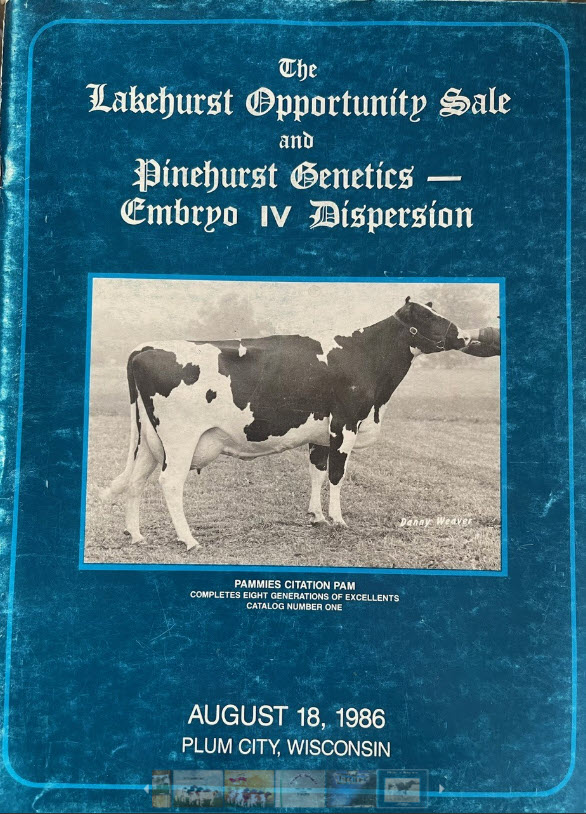 The
Lakehurst Opportunity Sale
and
Pinehurst Genetics —
Embryo IV Dispersion
Danny Weaver
PAMMIES CITATION PAM
COMPLETES EIGHT GENERATIONS OF EXCELLENTS
CATALOG NUMBER ONE
AUGUST 18, 1986
PLUM CITY, WISCONSIN